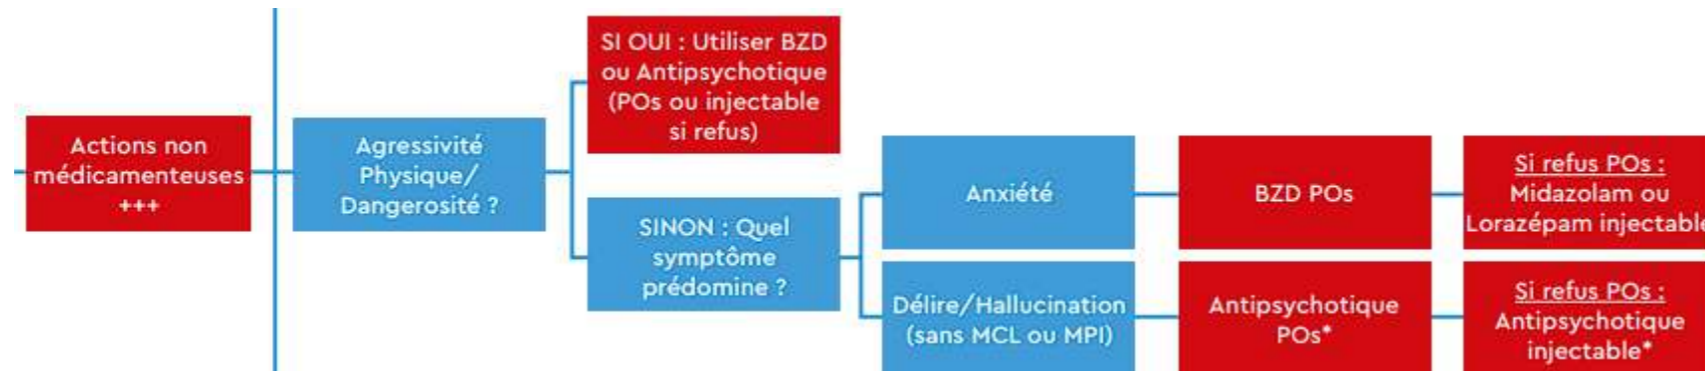 Actions non
médicamenteuses
+++
Agressivité
Physique/
Dangerosité ?
SI OUI : Utiliser BZD
ou Antipsychotique
(POs ou injectable
si refus)
SINON : Quel
symptôme
prédomine ?
Anxiété
BZD POs
Si refus POs :
Midazolam ou
Lorazépam injectable
Délire/Hallucination
(sans MCL ou MPI)
Antipsychotique
POs*
Si refus POs :
Antipsychotique
injectable*